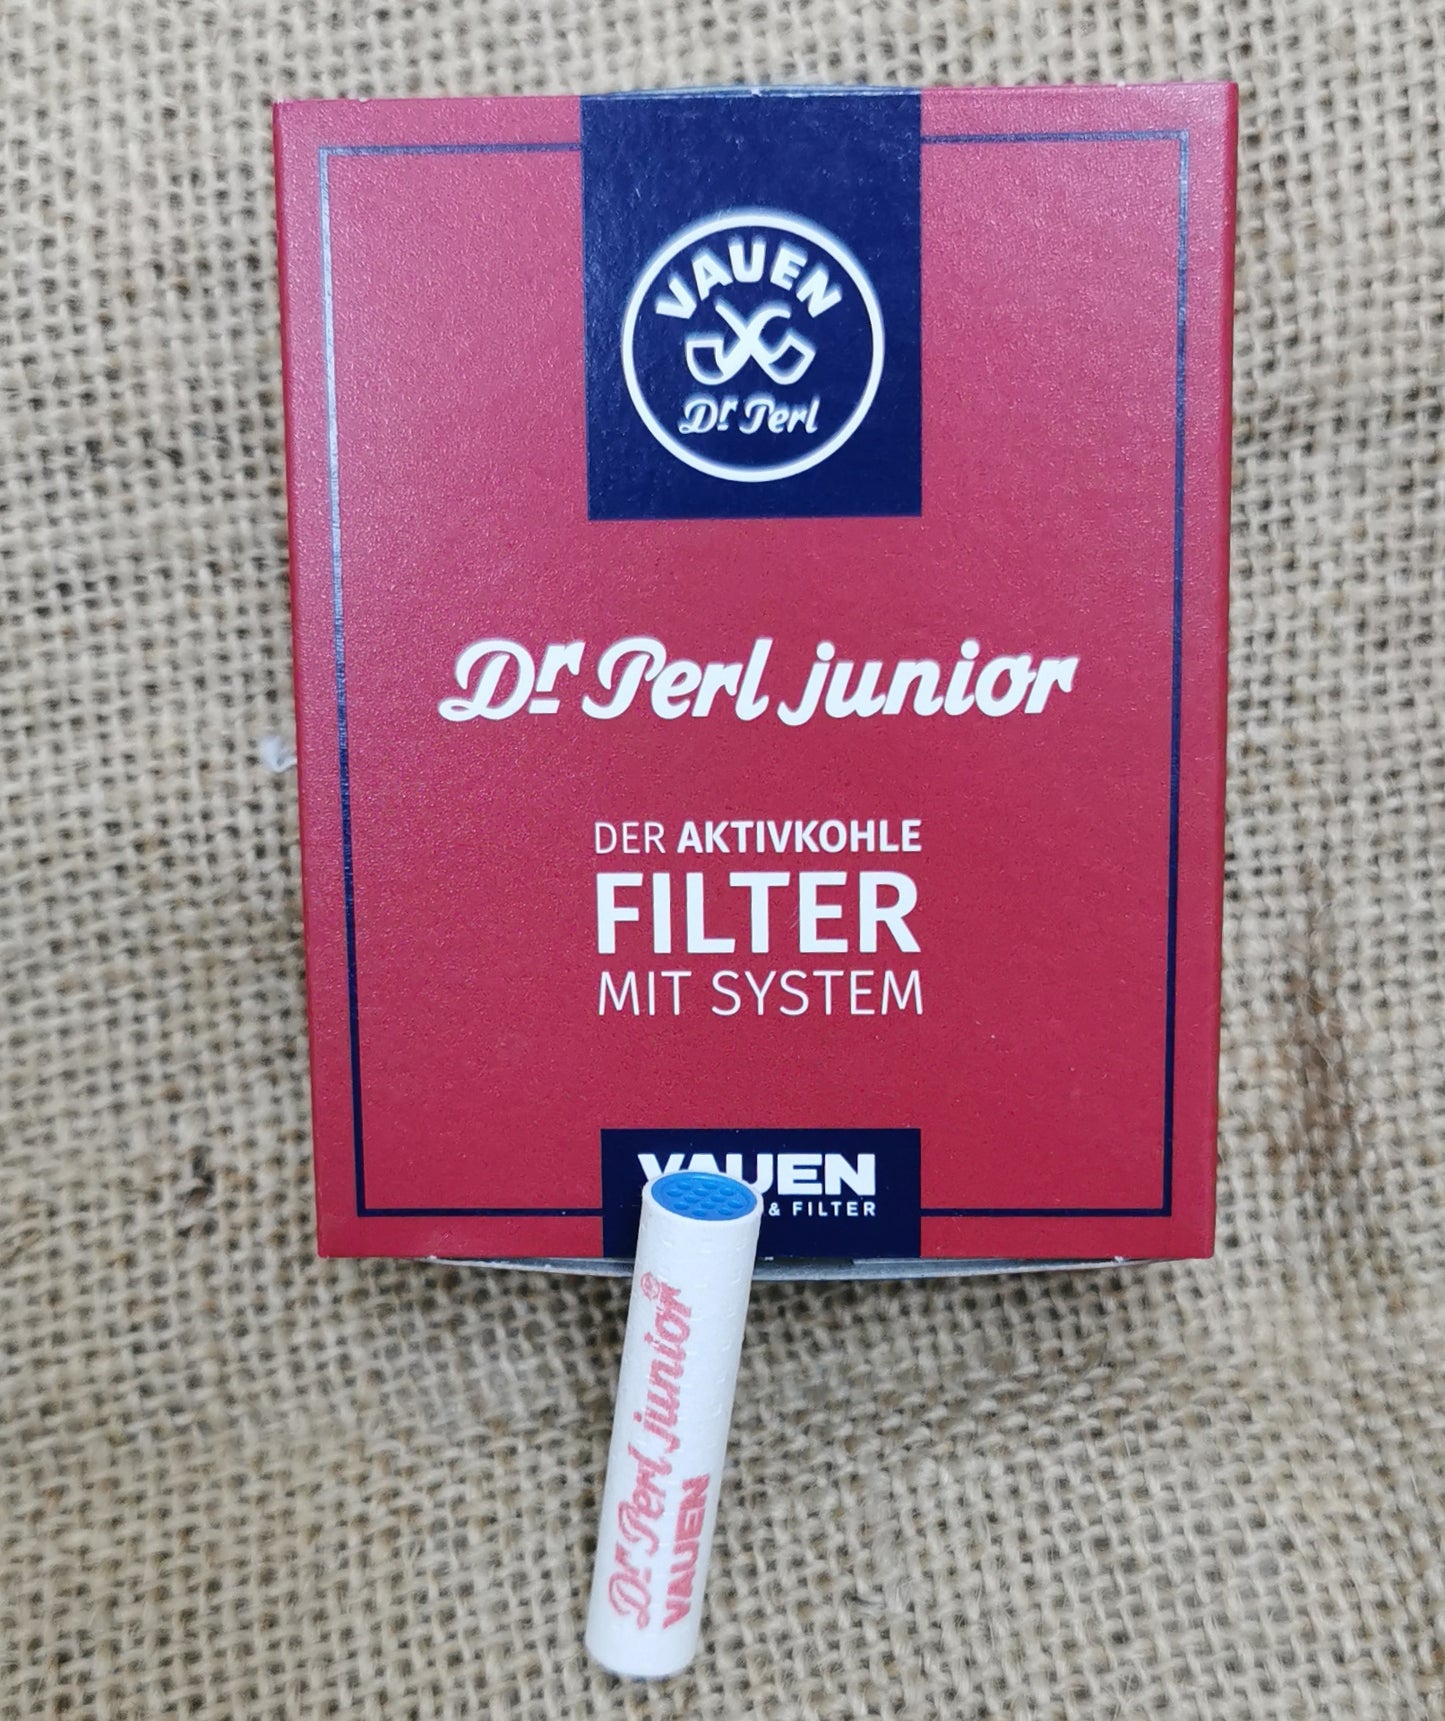 VAUEN
Dr Perl
Dr Perl junior
DER AKTIVKOHLE
FILTER
MIT SYSTEM
VAUEN
& FILTER
Dr Perl junior®
VAUEN